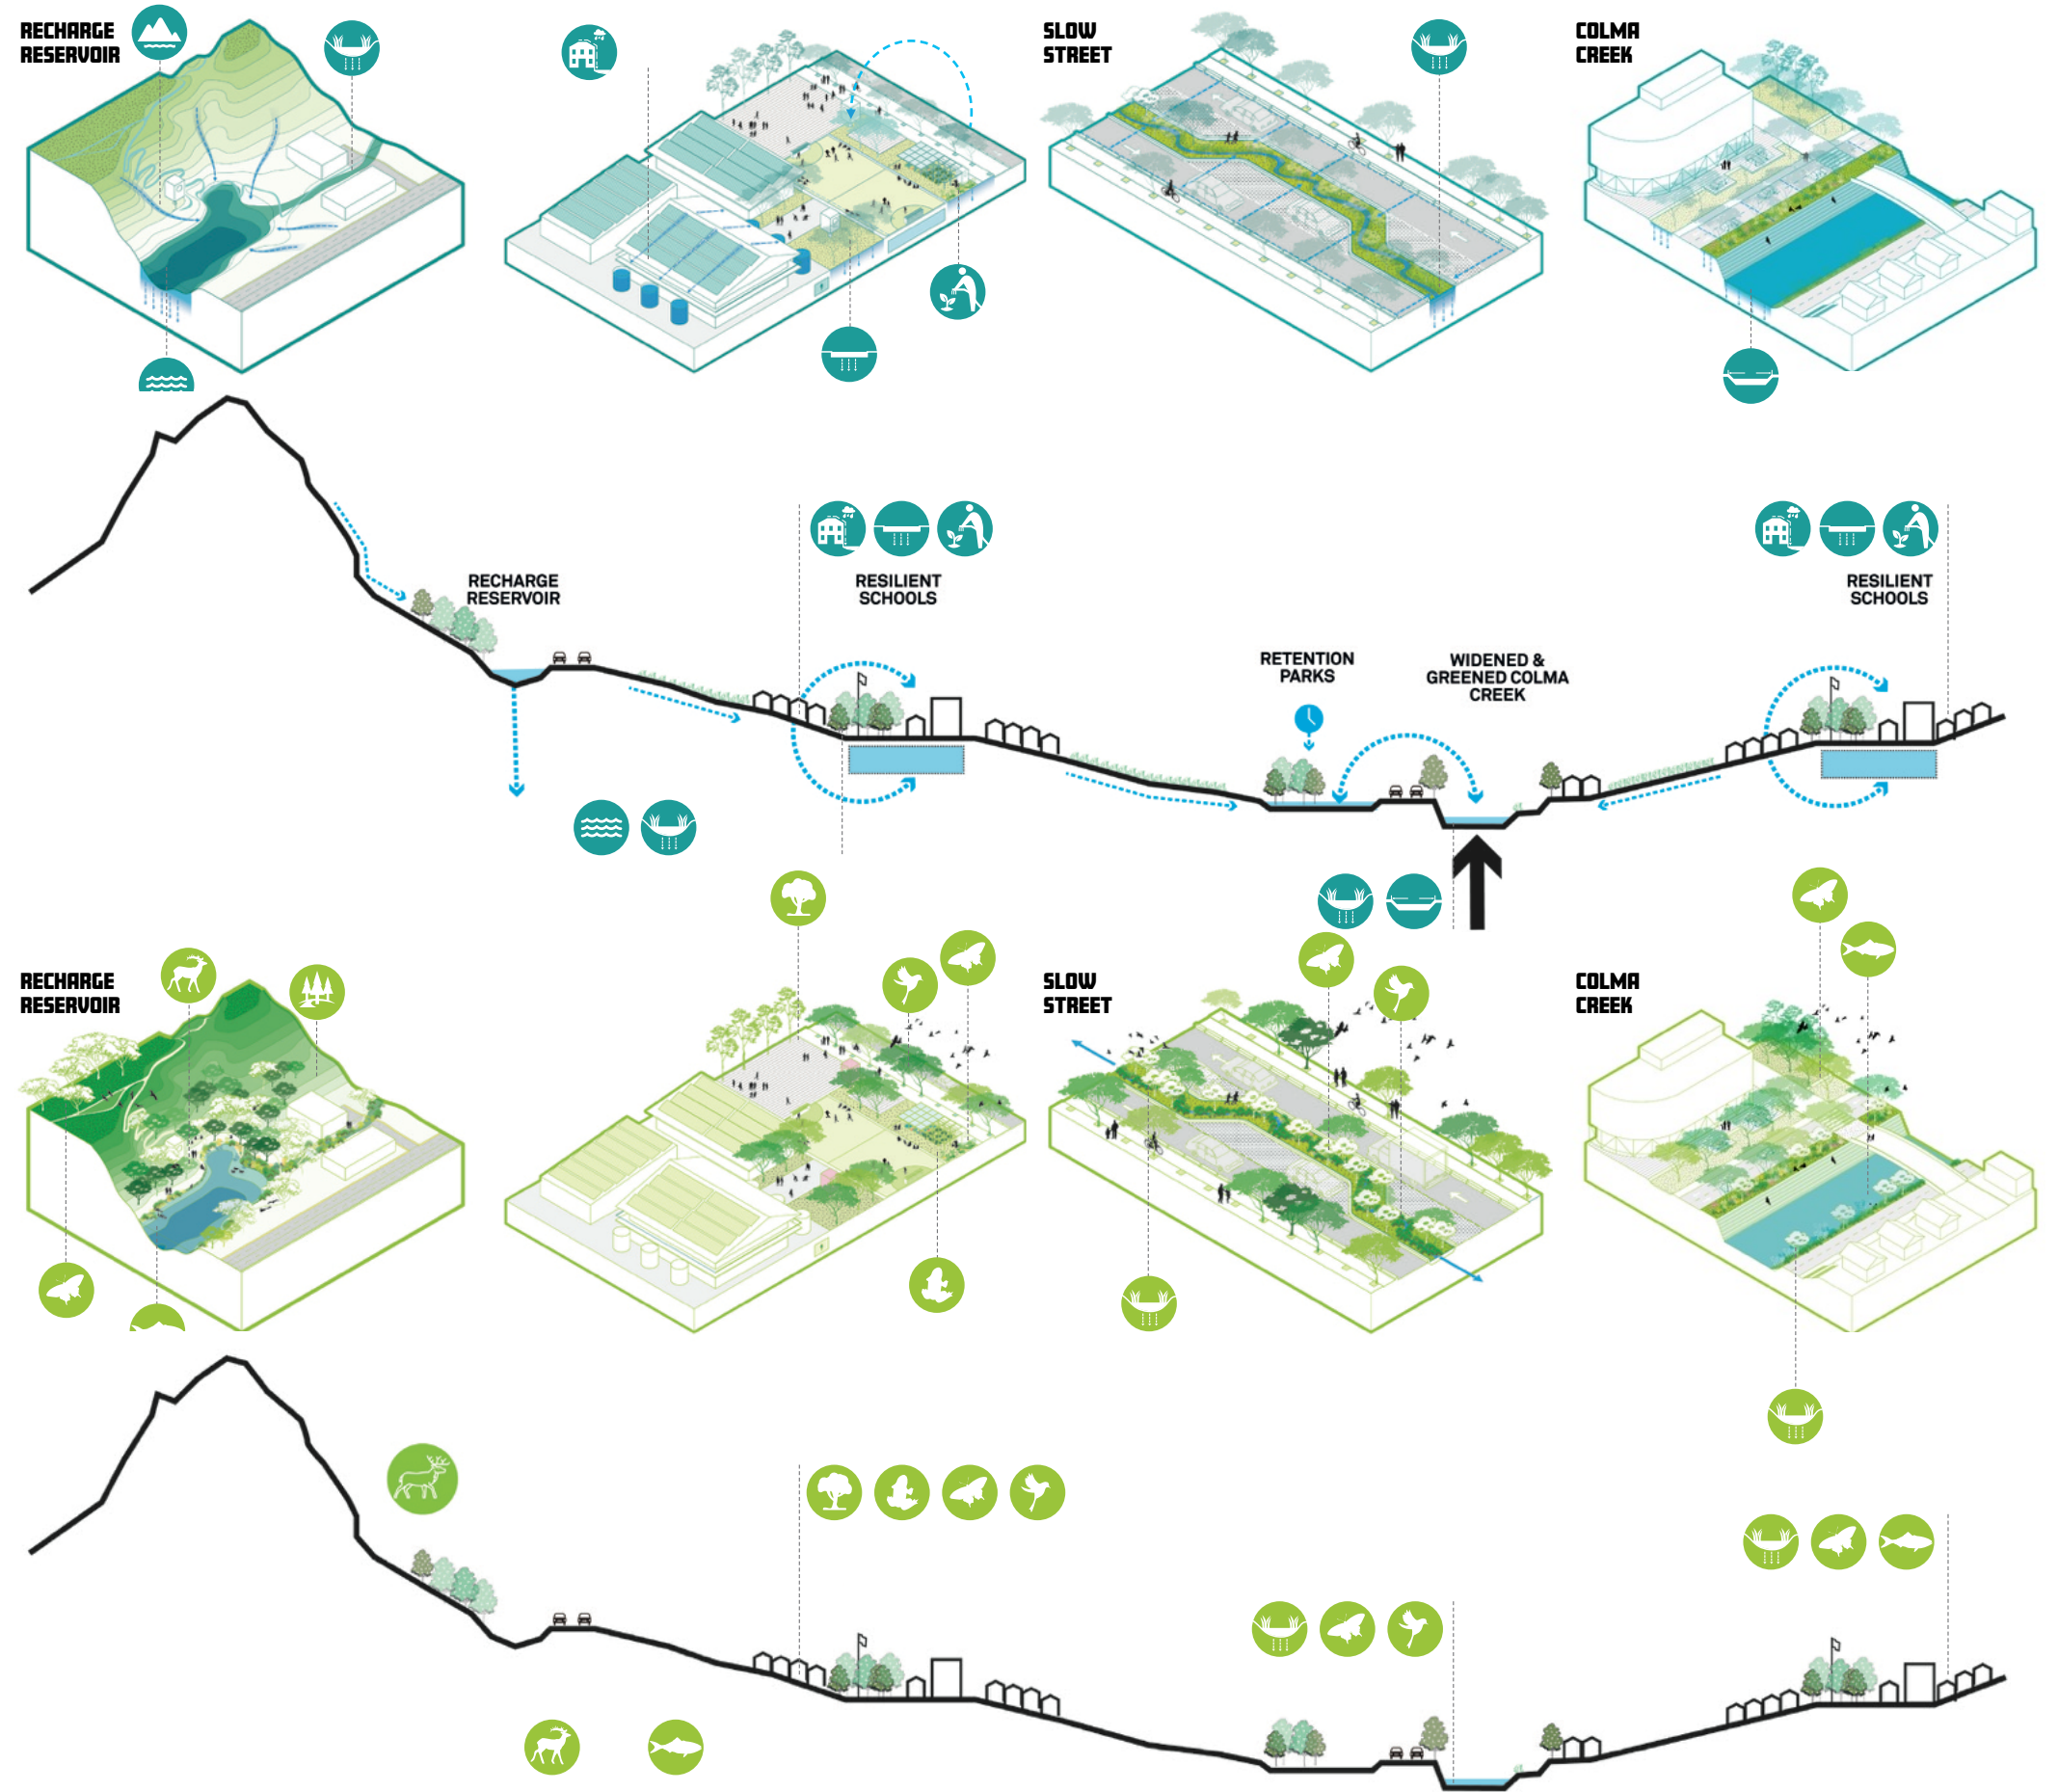 RECHARGE
RESERVOIR
SLOW
STREET
COLMA
CREEK
RECHARGE
RESERVOIR
RESILIENT
SCHOOLS
RESILIENT
SCHOOLS
RETENTION
PARKS
WIDENED &
GREENED COLMA
CREEK
RECHARGE
RESERVOIR
SLOW
STREET
COLMA
CREEK